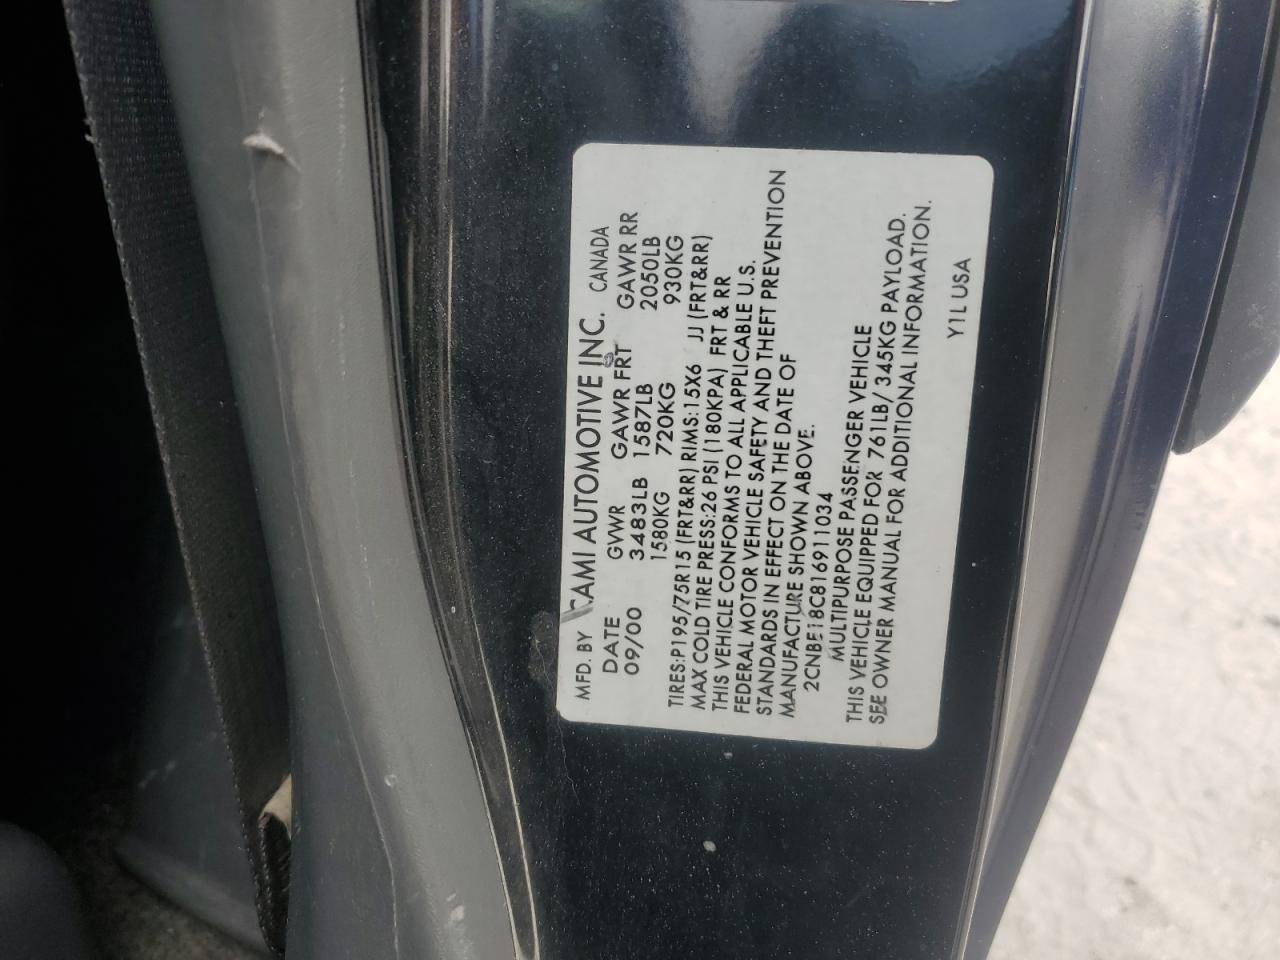 MFD. BY CAMI AUTOMOTIVE INC. CANADA
DATE GVWR GAWR FRT GAWR RR
09/00 3483LB 1587LB 2050LB
1580KG 720KG 930KG
TIRES:P195/75R15 (FRT&RR) RIMS:15X6 JJ (FRT&RR)
MAX COLD TIRE PRESS:26 PSI (180KPA) FRT & RR
THIS VEHICLE CONFORMS TO ALL APPLICABLE U.S.
FEDERAL MOTOR VEHICLE SAFETY AND THEFT PREVENTION
STANDARDS IN EFFECT ON THE DATE OF
MANUFACTURE SHOWN ABOVE.
2CNBE18C816911034
MULTIPURPOSE PASSENGER VEHICLE
THIS VEHICLE EQUIPPED FOR 761LB/ 345KG PAYLOAD.
SEE OWNER MANUAL FOR ADDITIONAL INFORMATION.
Y1L USA